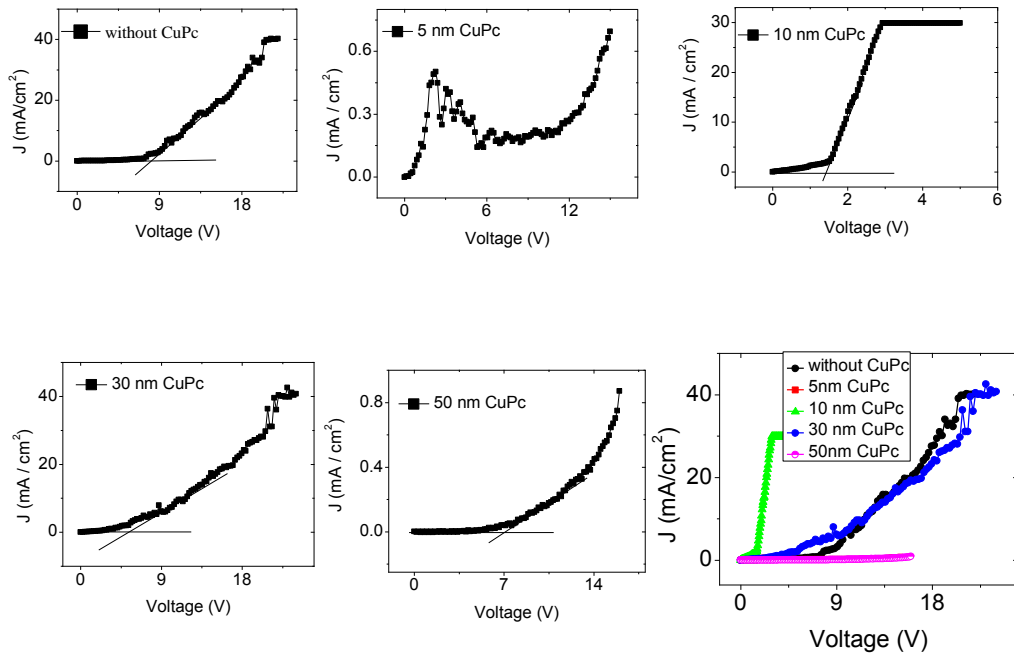 without CuPc
J (mA/cm²)
40
20
0
0 9 18
Voltage (V)
5 nm CuPc
J (mA / cm²)
0.6
0.3
0.0
0 6 12
Voltage (V)
10 nm CuPc
J (mA / cm²)
30
20
10
0
0 2 4 6
Voltage (V)
30 nm CuPc
J (mA / cm²)
40
20
0
0 9 18
Voltage (V)
50 nm CuPc
J (mA / cm²)
0.8
0.4
0.0
0 7 14
Voltage (V)
without CuPc
5nm CuPc
10 nm CuPc
30 nm CuPc
50nm CuPc
J (mA/cm²)
40
20
0
0 9 18
Voltage (V)